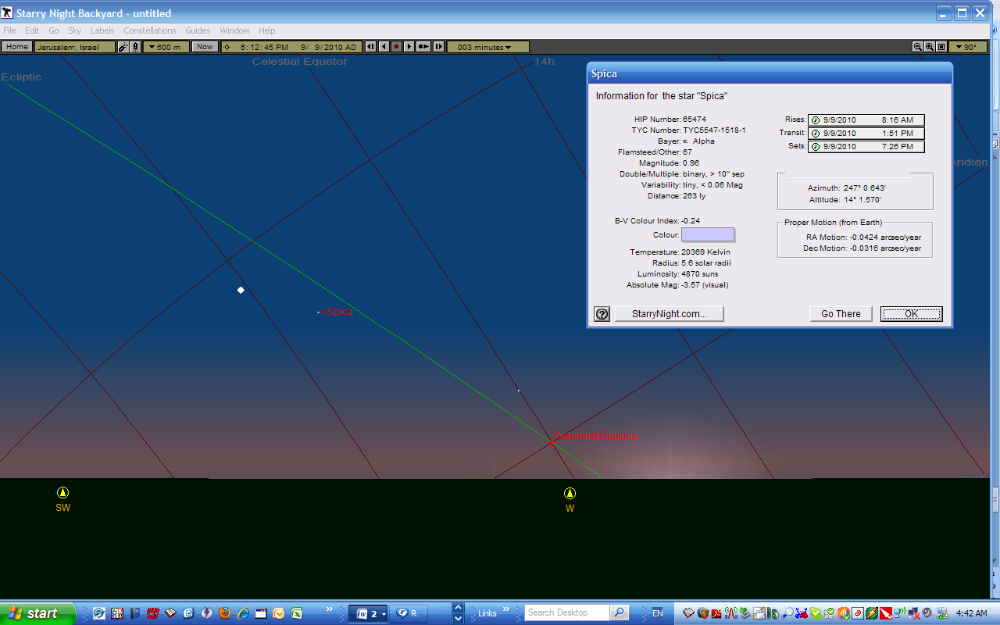 Starry Night Backyard - untitled
File Edit Go Sky Labels Constellations Guides Window Help
Home Jerusalem, Israel 600 m Now 6: 12: 45 PM 9/ 9/ 2010 AD 003 minutes 90°
Celestial Equator
14h
Ecliptic
eridian
Spica
Autumnal Equinox
SW
W
Spica
Information for the star "Spica"
HIP Number: 65474
TYC Number: TYC5547-1518-1
Bayer: α Alpha
Flamsteed/Other: 67
Magnitude: 0.96
Double/Multiple: binary, > 10" sep
Variability: tiny, < 0.06 Mag
Distance: 263 ly
B-V Colour Index: -0.24
Colour:
Temperature: 20369 Kelvin
Radius: 5.6 solar radii
Luminosity: 4870 suns
Absolute Mag: -3.57 (visual)
Rises: 9/9/2010 8:16 AM
Transit: 9/9/2010 1:51 PM
Sets: 9/9/2010 7:26 PM
Azimuth: 247° 0.643'
Altitude: 14° 1.570'
Proper Motion (from Earth)
RA Motion: -0.0424 arcsec/year
Dec Motion: -0.0316 arcsec/year
StarryNight.com... Go There OK
start 2 R Links Search Desktop EN 4:42 AM